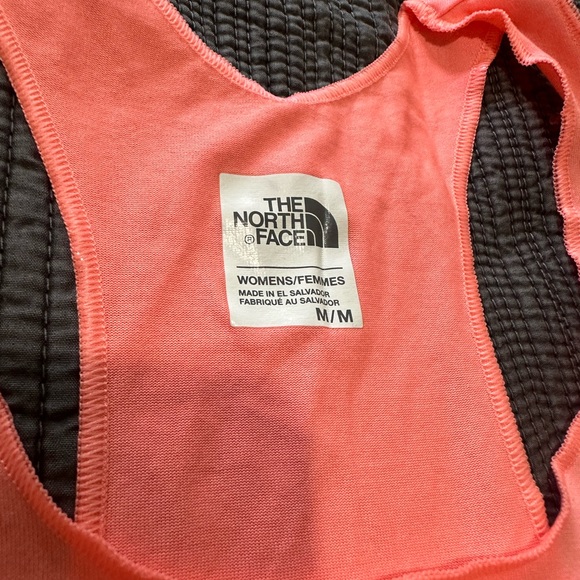 THE
NORTH
® FACE
WOMENS/FEMMES
MADE IN EL SALVADOR
FABRIQUÉ AU SALVADOR
M/M